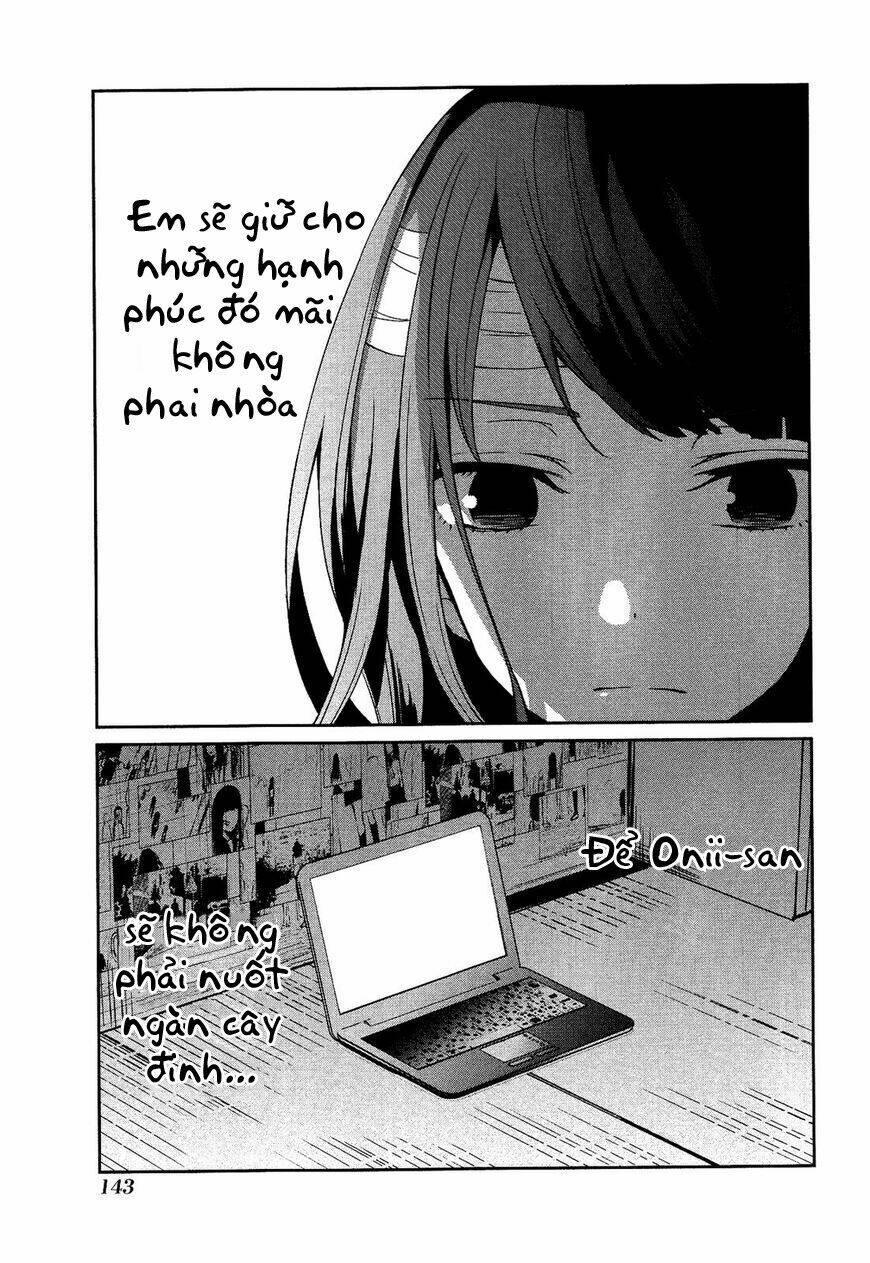 Em sẽ giữ cho
những hạnh
phúc đó mãi
không
phai nhòa
Để Onii-san
sẽ không
phải nuốt
ngàn cây
đinh...
143